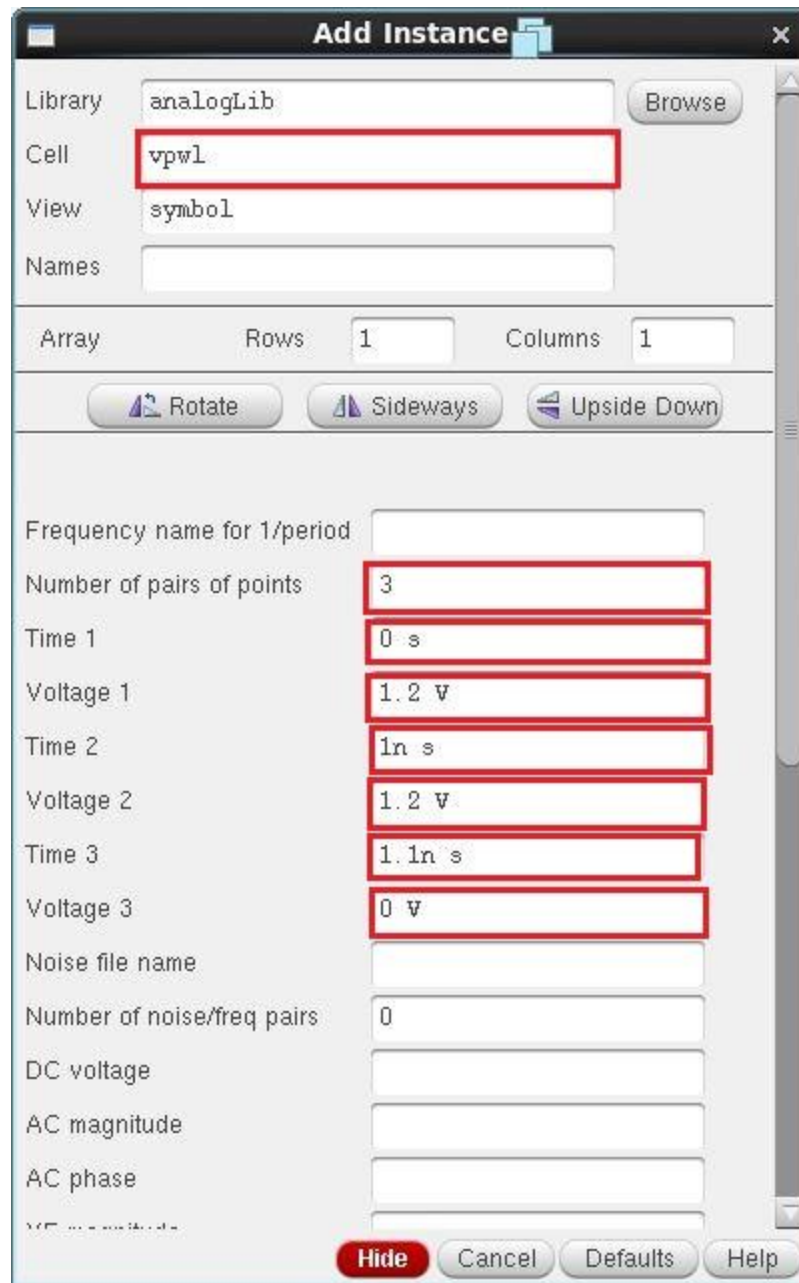 Add Instance
Library analogLib Browse
Cell vpwl
View symbol
Names
Array Rows 1 Columns 1
Rotate Sideways Upside Down
Frequency name for 1/period
Number of pairs of points 3
Time 1 0 s
Voltage 1 1.2 V
Time 2 1n s
Voltage 2 1.2 V
Time 3 1.1n s
Voltage 3 0 V
Noise file name
Number of noise/freq pairs 0
DC voltage
AC magnitude
AC phase
Hide Cancel Defaults Help